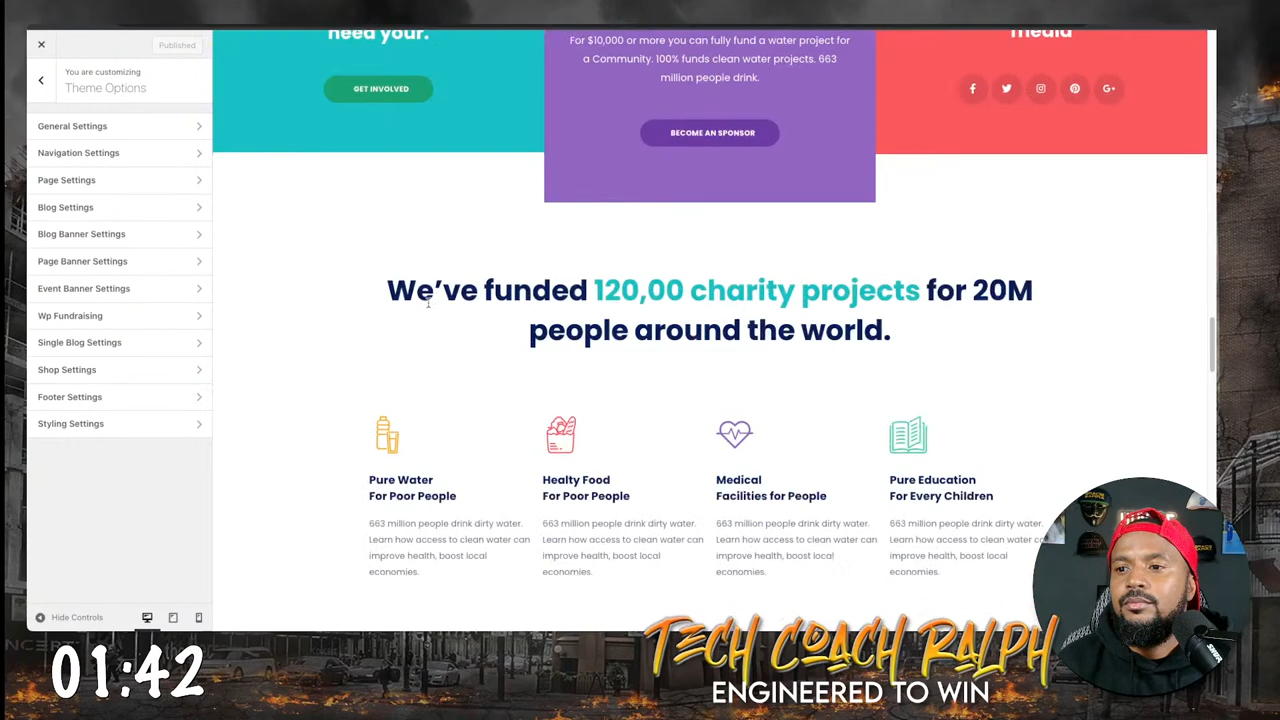 Published
You are customizing
Theme Options
General Settings
Navigation Settings
Page Settings
Blog Settings
Blog Banner Settings
Page Banner Settings
Event Banner Settings
Wp Fundraising
Single Blog Settings
Shop Settings
Footer Settings
Styling Settings
Hide Controls
need your.
GET INVOLVED
For $10,000 or more you can fully fund a water project for
a Community. 100% funds clean water projects. 663
million people drink.
BECOME AN SPONSOR
media
We've funded 120,00 charity projects for 20M
people around the world.
Pure Water
For Poor People
663 million people drink dirty water.
Learn how access to clean water can
improve health, boost local
economies.
Healty Food
For Poor People
663 million people drink dirty water.
Learn how access to clean water can
improve health, boost local
economies.
Medical
Facilities for People
663 million people drink dirty water.
Learn how access to clean water can
improve health, boost local
economies.
Pure Education
For Every Children
663 million people drink dirty water.
Learn how access to clean water
improve health, boost local
economies.
01:42
TECH COACH RALPH
ENGINEERED TO WIN